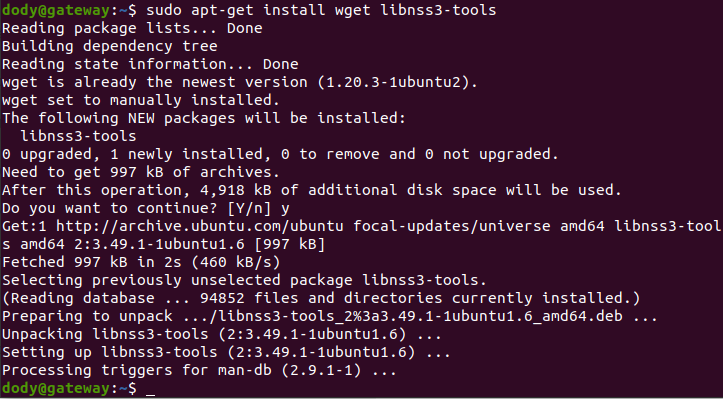 dody@gateway:~$ sudo apt-get install wget libnss3-tools
Reading package lists... Done
Building dependency tree
Reading state information... Done
wget is already the newest version (1.20.3-1ubuntu2).
wget set to manually installed.
The following NEW packages will be installed:
  libnss3-tools
0 upgraded, 1 newly installed, 0 to remove and 0 not upgraded.
Need to get 997 kB of archives.
After this operation, 4,918 kB of additional disk space will be used.
Do you want to continue? [Y/n] y
Get:1 http://archive.ubuntu.com/ubuntu focal-updates/universe amd64 libnss3-tool
s amd64 2:3.49.1-1ubuntu1.6 [997 kB]
Fetched 997 kB in 2s (460 kB/s)
Selecting previously unselected package libnss3-tools.
(Reading database ... 94852 files and directories currently installed.)
Preparing to unpack .../libnss3-tools_2%3a3.49.1-1ubuntu1.6_amd64.deb ...
Unpacking libnss3-tools (2:3.49.1-1ubuntu1.6) ...
Setting up libnss3-tools (2:3.49.1-1ubuntu1.6) ...
Processing triggers for man-db (2.9.1-1) ...
dody@gateway:~$ _